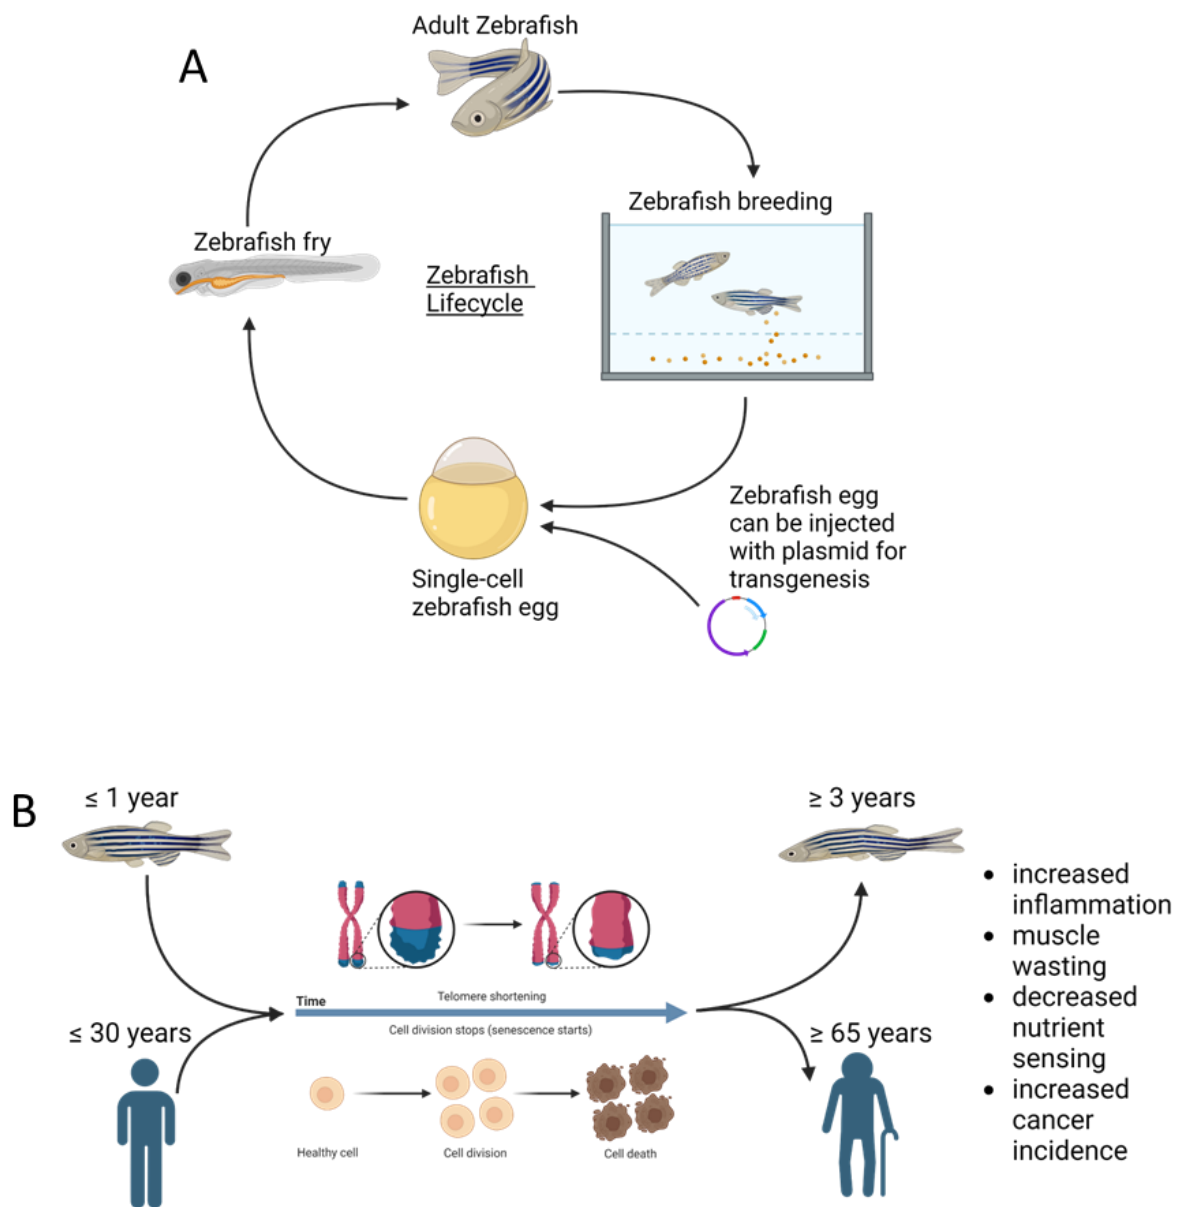 A
Adult Zebrafish
Zebrafish breeding
Zebrafish fry
Zebrafish
Lifecycle
Zebrafish egg
can be injected
with plasmid for
transgenesis
Single-cell
zebrafish egg
B
≤ 1 year
≥ 3 years
Time
Telomere shortening
Cell division stops (senescence starts)
≤ 30 years
≥ 65 years
Healthy cell
Cell division
Cell death
• increased
inflammation
• muscle
wasting
• decreased
nutrient
sensing
• increased
cancer
incidence